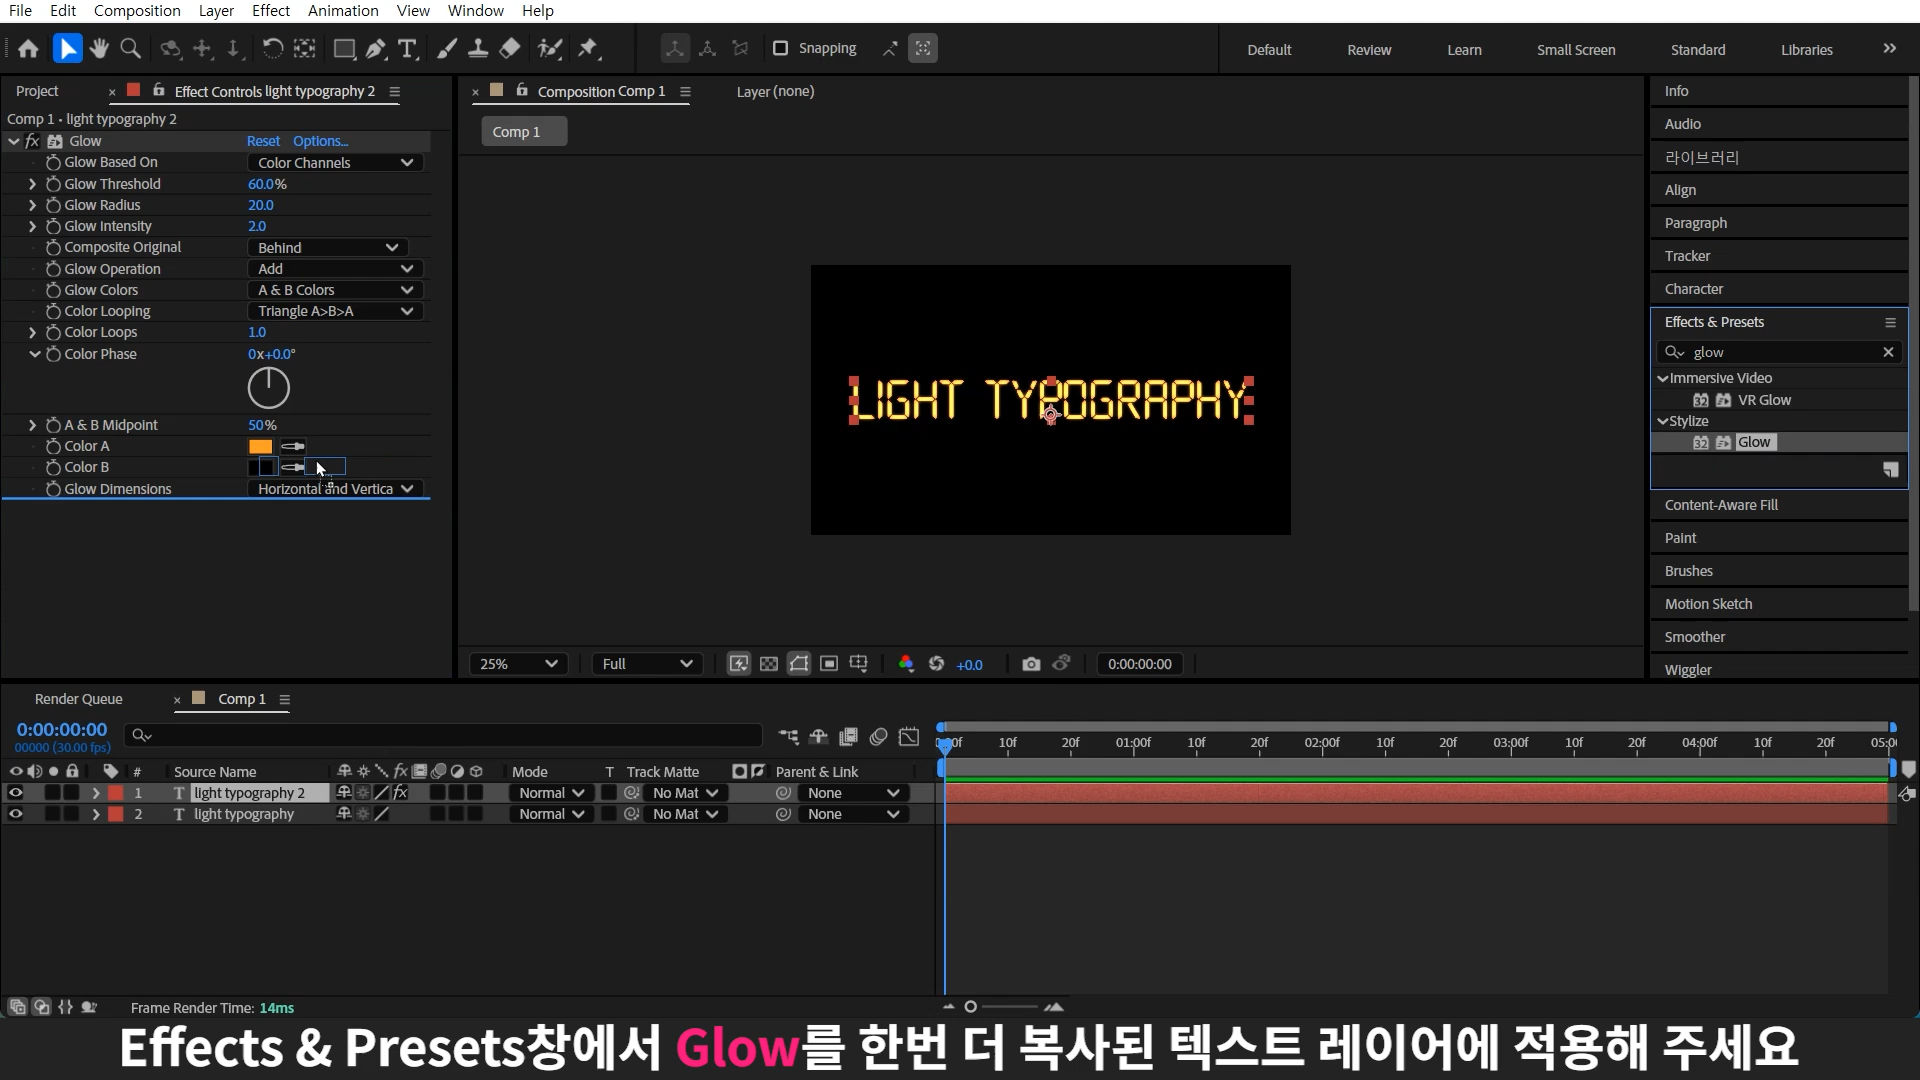 File Edit Composition Layer Effect Animation View Window Help
Snapping Default Review Learn Small Screen Standard Libraries
Project Effect Controls light typography 2
Comp 1 • light typography 2
fx Glow Reset Options...
Glow Based On Color Channels
Glow Threshold 60.0%
Glow Radius 20.0
Glow Intensity 2.0
Composite Original Behind
Glow Operation Add
Glow Colors A & B Colors
Color Looping Triangle A>B>A
Color Loops 1.0
Color Phase 0x+0.0°
A & B Midpoint 50%
Color A
Color B
Glow Dimensions Horizontal and Vertica
Composition Comp 1 Layer (none)
Comp 1
LIGHT TYPOGRAPHY
25% Full +0.0 0:00:00:00
Info
Audio
라이브러리
Align
Paragraph
Tracker
Character
Effects & Presets
glow
Immersive Video
32 VR Glow
Stylize
32 Glow
Content-Aware Fill
Paint
Brushes
Motion Sketch
Smoother
Wiggler
Render Queue Comp 1
0:00:00:00
00000 (30.00 fps)
10f 20f 01:00f 10f 20f 02:00f 10f 20f 03:00f 10f 20f 04:00f 10f 20f
# Source Name fx Mode T Track Matte Parent & Link
1 T light typography 2 fx Normal No Mat None
2 T light typography Normal No Mat None
Frame Render Time: 14ms
Effects & Presets창에서 Glow를 한번 더 복사된 텍스트 레이어에 적용해 주세요